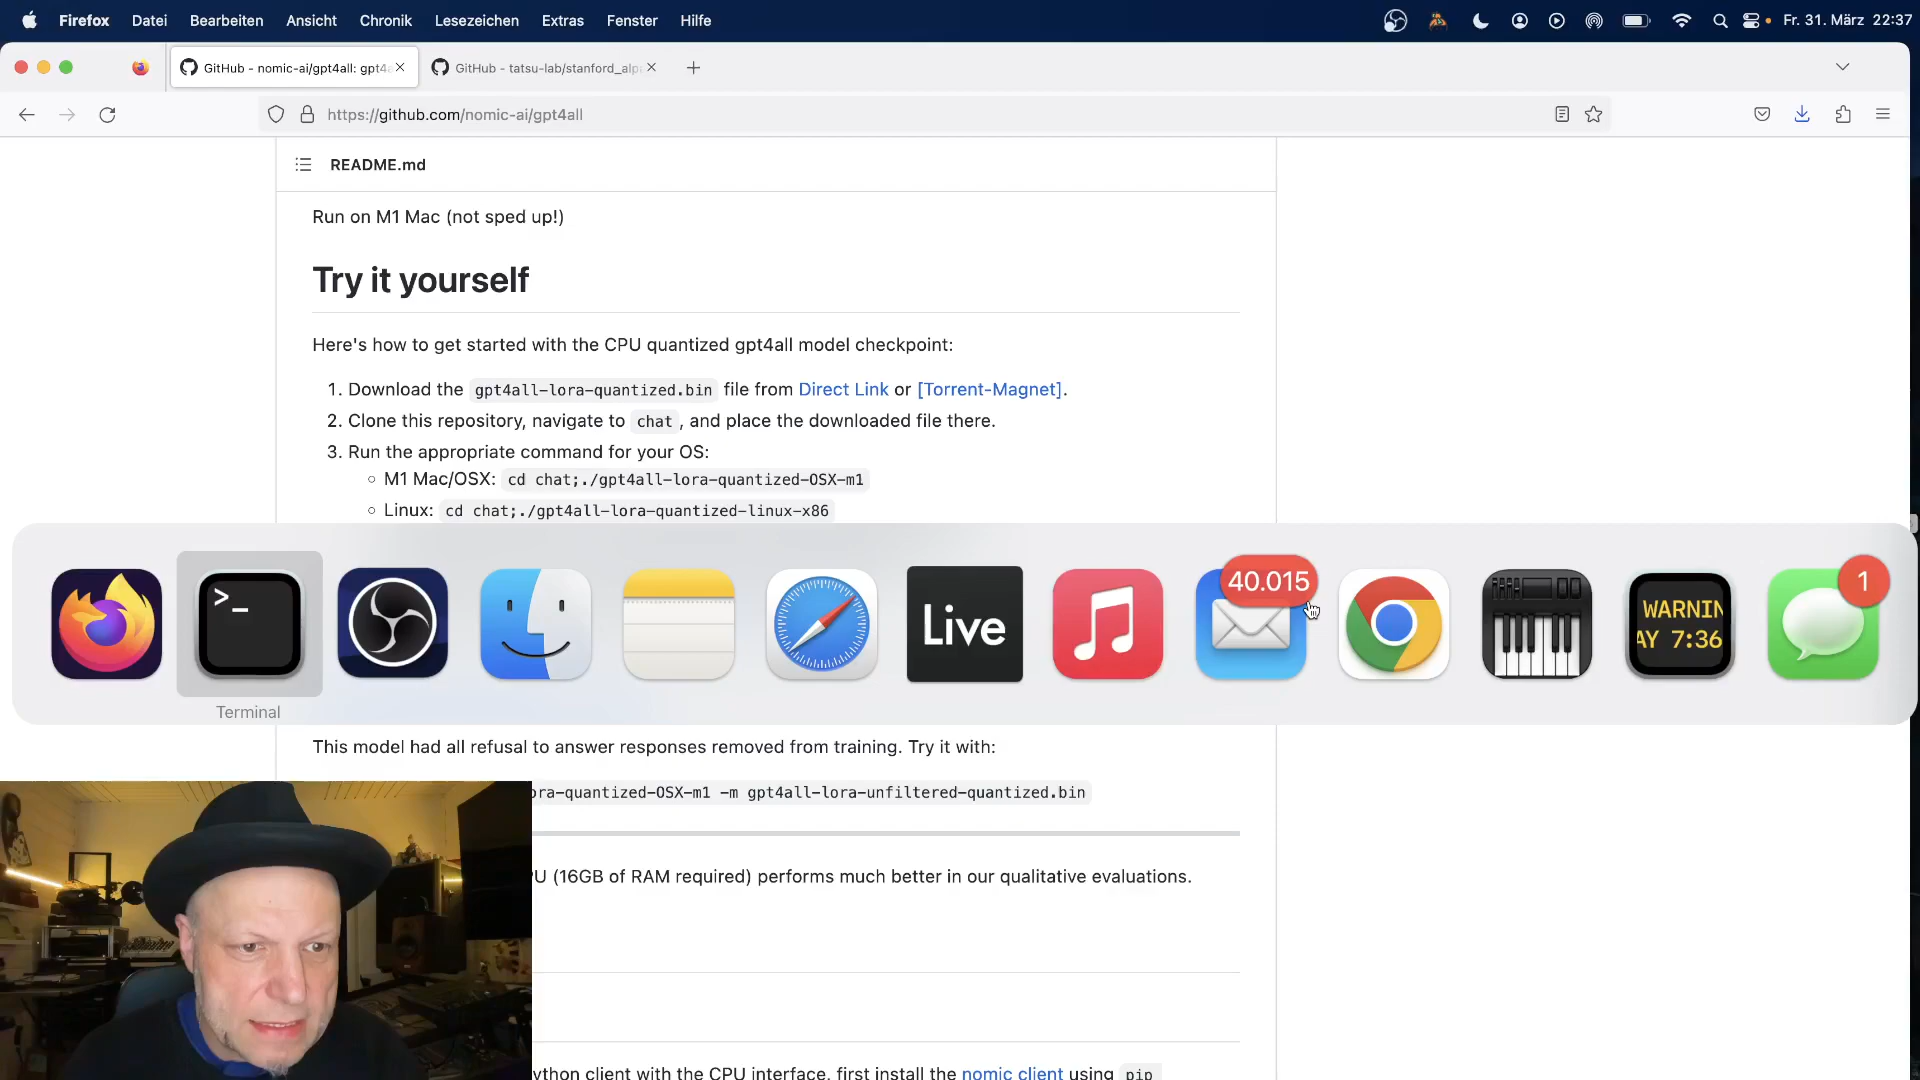 Firefox Datei Bearbeiten Ansicht Chronik Lesezeichen Extras Fenster Hilfe Fr. 31. März 22:37
GitHub - nomic-ai/gpt4all: gpt4a GitHub - tatsu-lab/stanford_alp
https://github.com/nomic-ai/gpt4all
README.md
Run on M1 Mac (not sped up!)
Try it yourself
Here's how to get started with the CPU quantized gpt4all model checkpoint:
1. Download the gpt4all-lora-quantized.bin file from Direct Link or [Torrent-Magnet].
2. Clone this repository, navigate to chat, and place the downloaded file there.
3. Run the appropriate command for your OS:
M1 Mac/OSX: cd chat;./gpt4all-lora-quantized-OSX-m1
Linux: cd chat;./gpt4all-lora-quantized-linux-x86
40.015
1
>_
Live
WARNIN
AY 7:36
Terminal
This model had all refusal to answer responses removed from training. Try it with:
ora-quantized-OSX-m1 -m gpt4all-lora-unfiltered-quantized.bin
U (16GB of RAM required) performs much better in our qualitative evaluations.
ython client with the CPU interface, first install the nomic client using pip